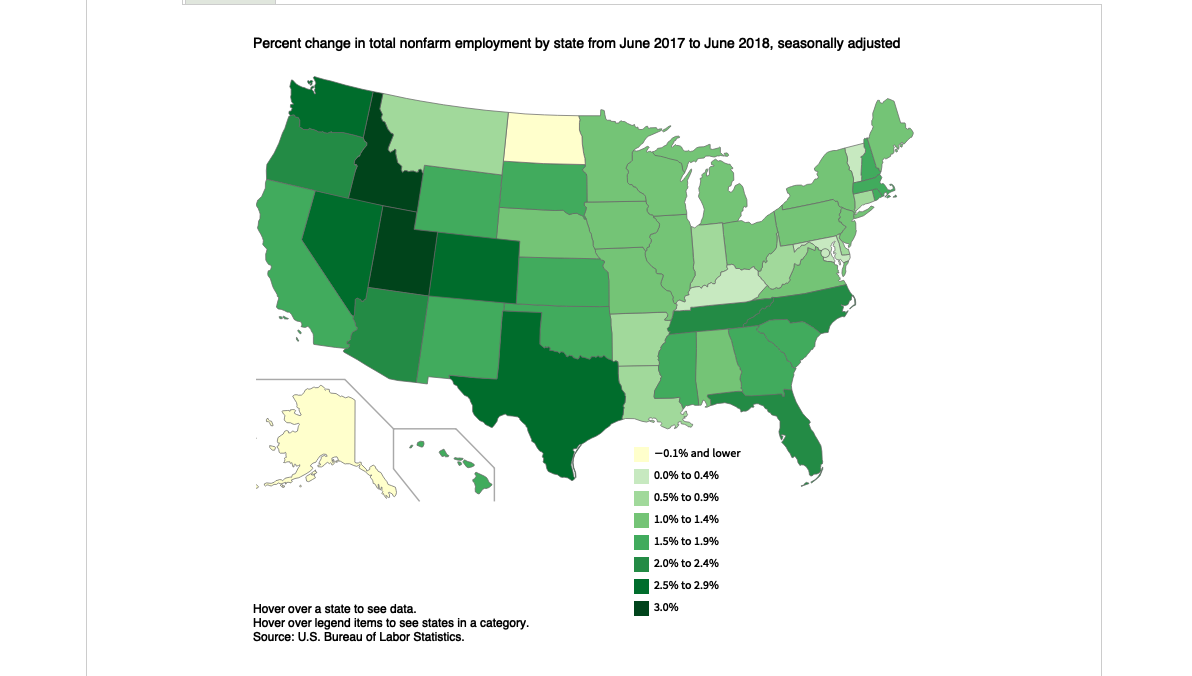 Percent change in total nonfarm employment by state from June 2017 to June 2018, seasonally adjusted
−0.1% and lower
0.0% to 0.4%
0.5% to 0.9%
1.0% to 1.4%
1.5% to 1.9%
2.0% to 2.4%
2.5% to 2.9%
3.0%
Hover over a state to see data.
Hover over legend items to see states in a category.
Source: U.S. Bureau of Labor Statistics.